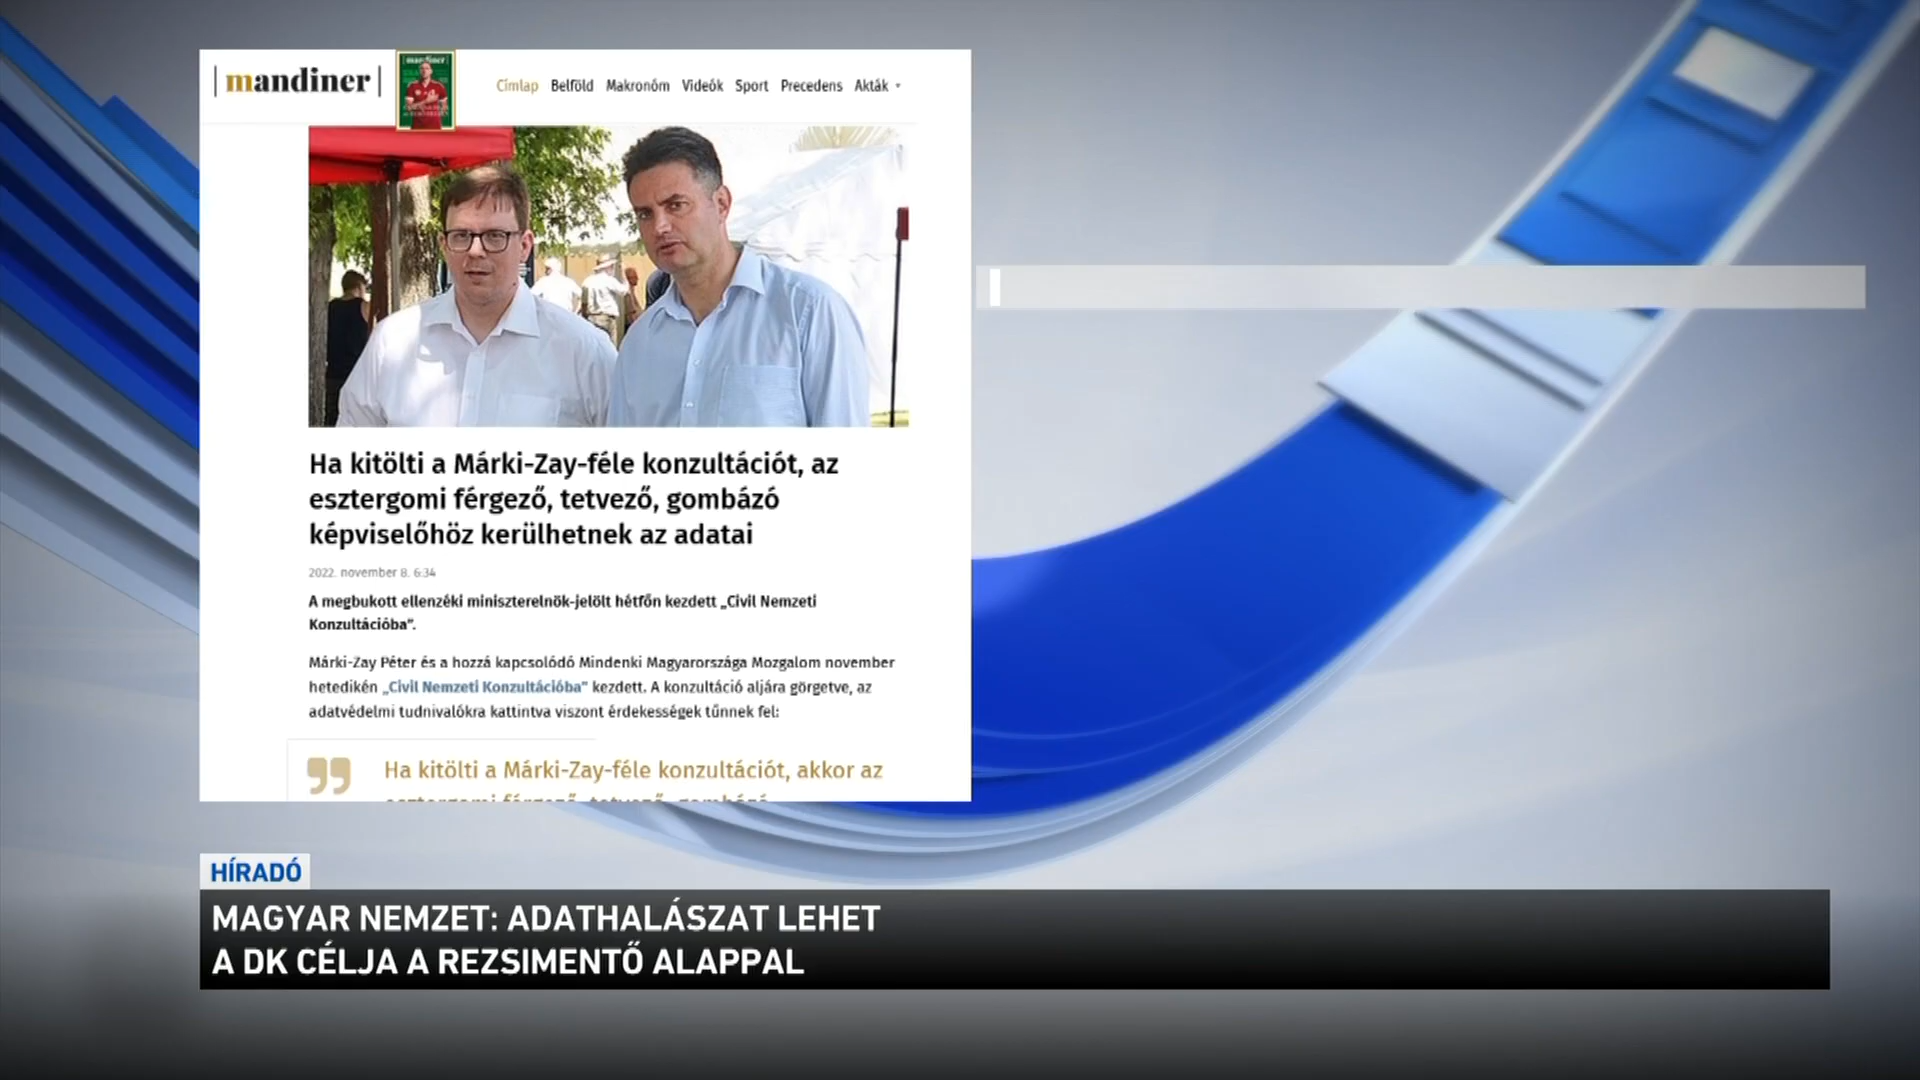 |mandiner|
Címlap Belföld Makronóm Videók Sport Precedens Akták
Ha kitölti a Márki-Zay-féle konzultációt, az
esztergomi férgező, tetvező, gombázó
képviselőhöz kerülhetnek az adatai
2022. november 8. 6:34
A megbukott ellenzéki miniszterelnök-jelölt hétfőn kezdett „Civil Nemzeti
Konzultációba”.
Márki-Zay Péter és a hozzá kapcsolódó Mindenki Magyarországa Mozgalom november
hetedikén „Civil Nemzeti Konzultációba” kezdett. A konzultáció aljára görgetve, az
adatvédelmi tudnivalókra kattintva viszont érdekességek tűnnek fel:
Ha kitölti a Márki-Zay-féle konzultációt, akkor az
esztergomi férgező, tetvező, gombázó
HÍRADÓ
MAGYAR NEMZET: ADATHALÁSZAT LEHET
A DK CÉLJA A REZSIMENTŐ ALAPPAL